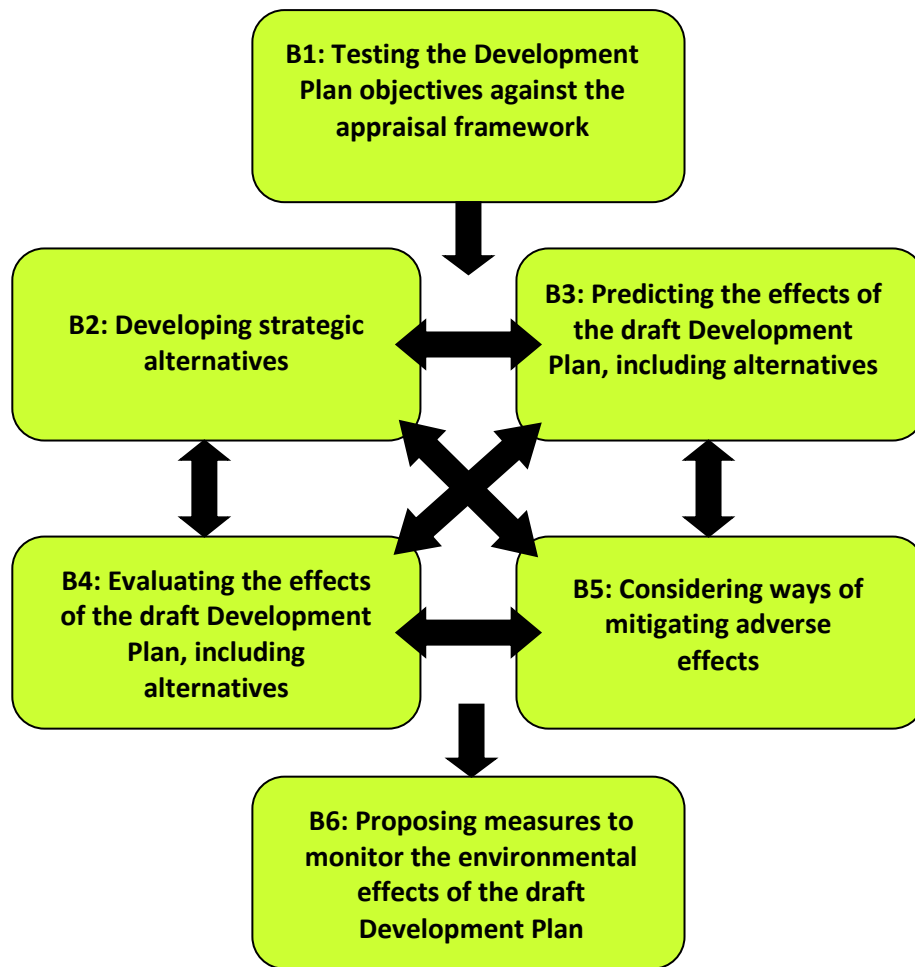 B1: Testing the Development
Plan objectives against the
appraisal framework
B2: Developing strategic
alternatives
B3: Predicting the effects of
the draft Development
Plan, including alternatives
B4: Evaluating the effects
of the draft Development
Plan, including
alternatives
B5: Considering ways of
mitigating adverse
effects
B6: Proposing measures to
monitor the environmental
effects of the draft
Development Plan